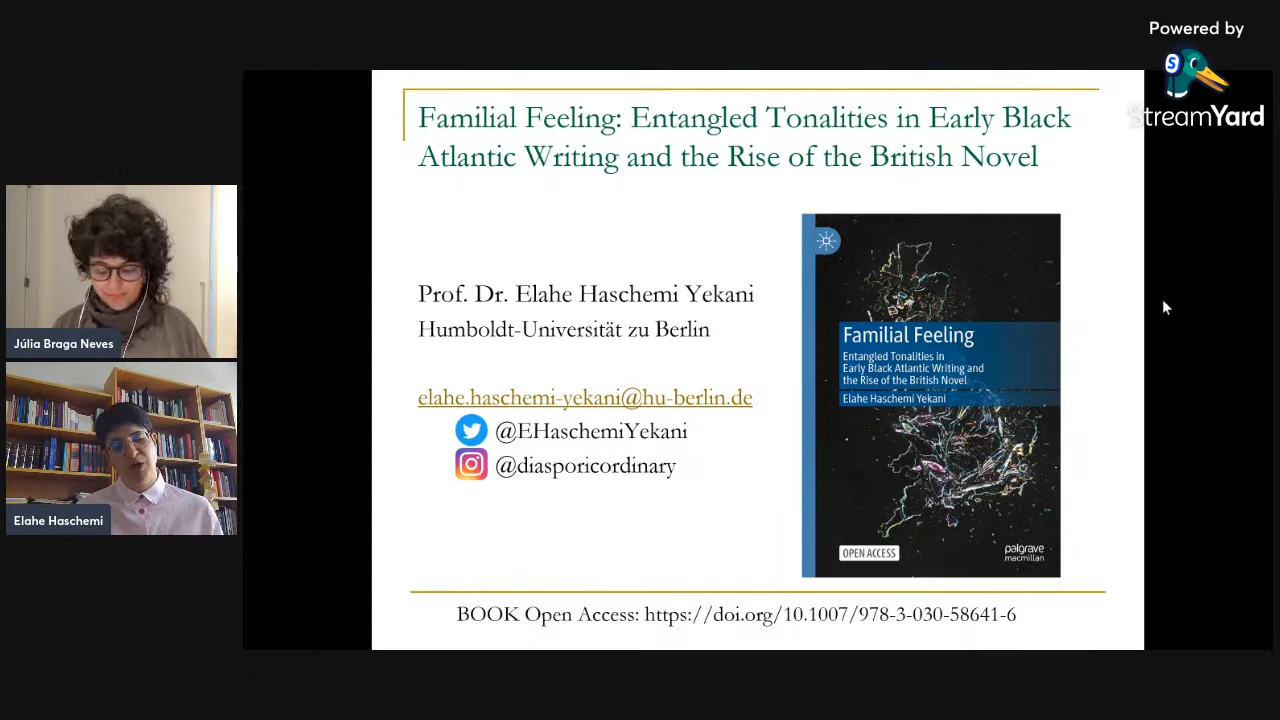 Powered by
StreamYard
Familial Feeling: Entangled Tonalities in Early Black
Atlantic Writing and the Rise of the British Novel
Prof. Dr. Elahe Haschemi Yekani
Humboldt-Universität zu Berlin
elahe.haschemi-yekani@hu-berlin.de
@EHaschemiYekani
@diasporicordinary
Familial Feeling
Entangled Tonalities in
Early Black Atlantic Writing and
the Rise of the British Novel
Elahe Haschemi Yekani
OPEN ACCESS
palgrave
macmillan
BOOK Open Access: https://doi.org/10.1007/978-3-030-58641-6
Júlia Braga Neves
Elahe Haschemi